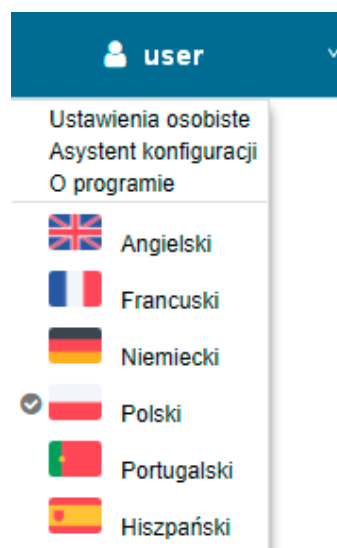 user
Ustawienia osobiste
Asystent konfiguracji
O programie
Angielski
Francuski
Niemiecki
Polski
Portugalski
Hiszpański